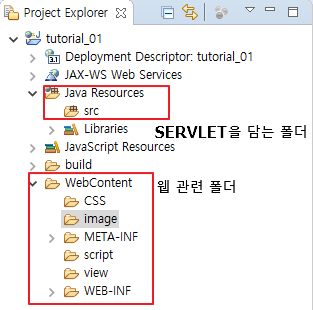 Project Explorer
tutorial_01
Deployment Descriptor: tutorial_01
JAX-WS Web Services
Java Resources
src
Libraries
SERVLET을 담는 폴더
JavaScript Resources
build
WebContent
웹 관련 폴더
CSS
image
META-INF
script
view
WEB-INF